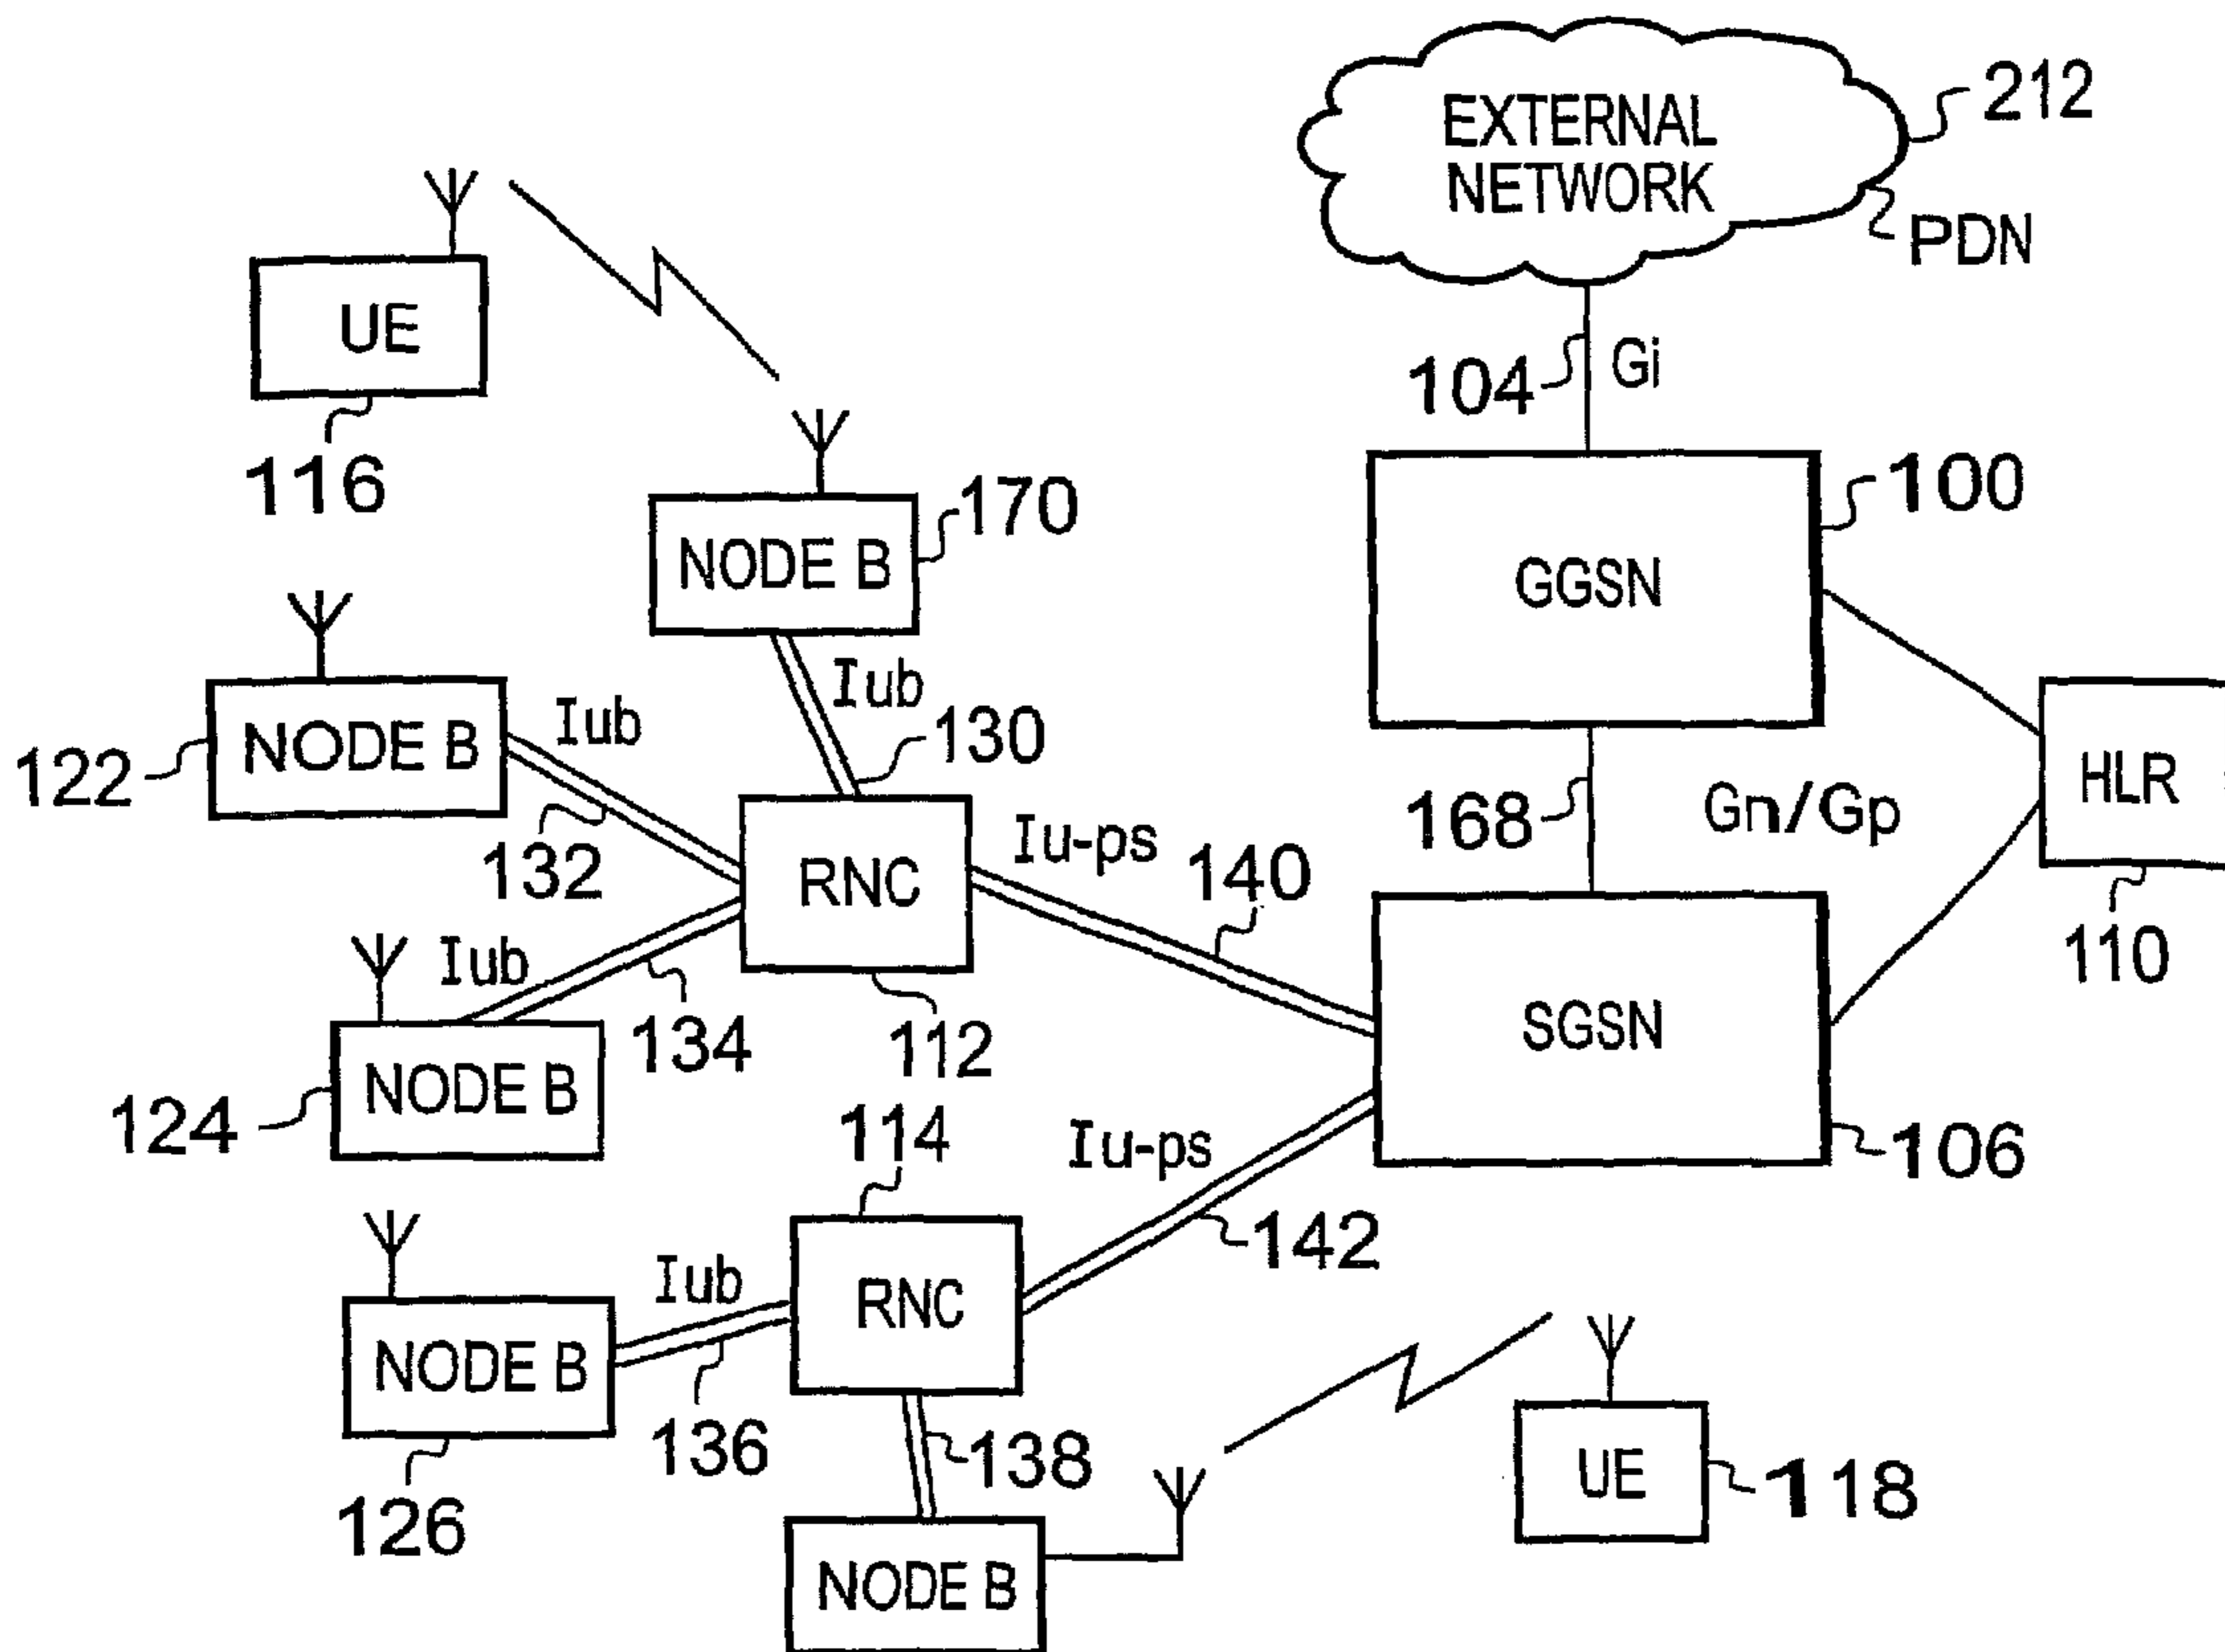 EXTERNAL
NETWORK
212
PDN
UE
116
104
Gi
NODE B
170
GGSN
100
Iub
130
NODE B
122
Iub
132
RNC
112
Iu-ps
140
168
Gn/Gp
HLR
110
Iub
134
NODE B
124
SGSN
106
114
RNC
Iu-ps
142
NODE B
126
Iub
136
138
NODE B
UE
118